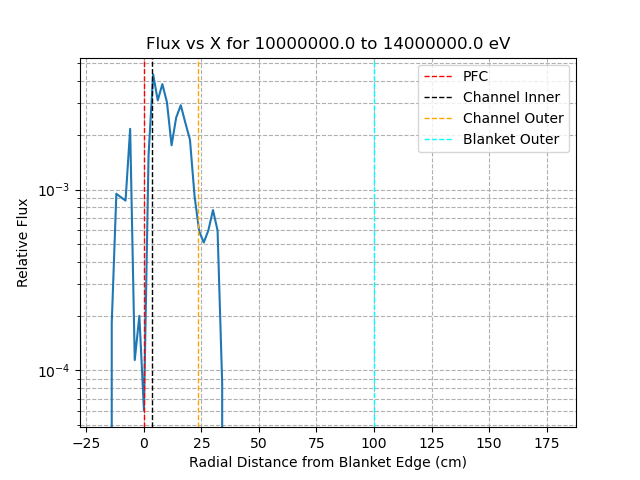 Flux vs X for 10000000.0 to 14000000.0 eV
PFC
Channel Inner
Channel Outer
Blanket Outer
10⁻³
10⁻⁴
Relative Flux
−25 0 25 50 75 100 125 150 175
Radial Distance from Blanket Edge (cm)